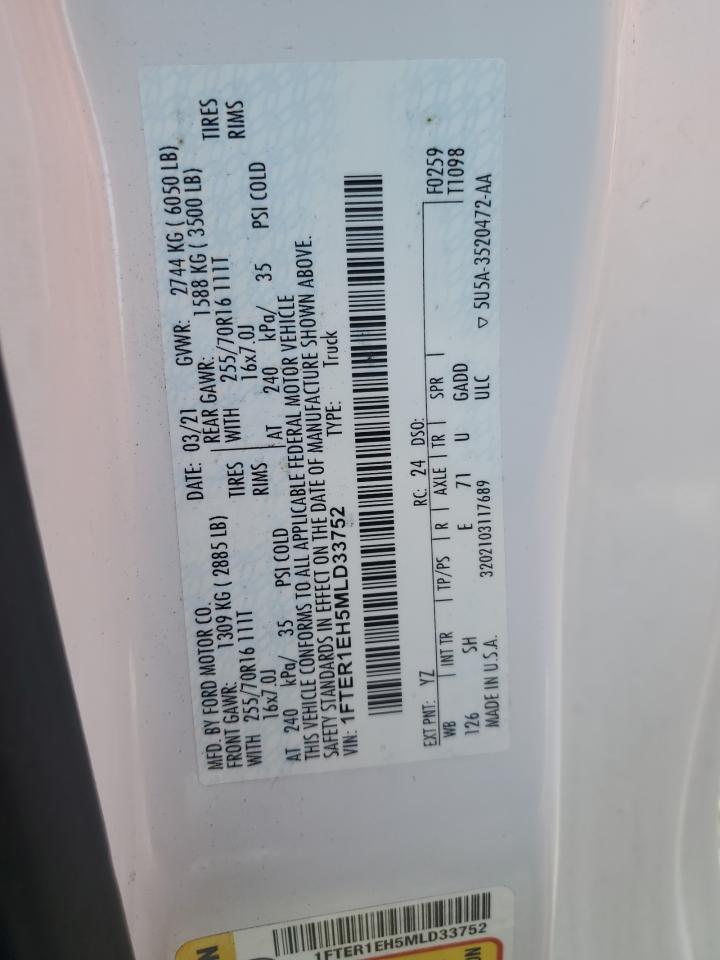 MFD. BY FORD MOTOR CO.
DATE: 03/21 GVWR: 2744 KG ( 6050 LB)
FRONT GAWR: 1309 KG ( 2885 LB)
REAR GAWR: 1588 KG ( 3500 LB)
WITH 255/70R16 111T TIRES
WITH 255/70R16 111T TIRES
16x7.0J RIMS
16x7.0J RIMS
AT 240 kPa/ 35 PSI COLD
AT 240 kPa/ 35 PSI COLD
THIS VEHICLE CONFORMS TO ALL APPLICABLE FEDERAL MOTOR VEHICLE
SAFETY STANDARDS IN EFFECT ON THE DATE OF MANUFACTURE SHOWN ABOVE.
VIN: 1FTER1EH5MLD33752 TYPE: Truck
EXT PNT: YZ RC: 24 DSO: F0259
WB INT TR TP/PS R AXLE TR SPR T1098
126 SH E 71 U GADD
MADE IN U.S.A. 3202103117689 ULC ▽ 5U5A-3520472-AA
1FTER1EH5MLD33752